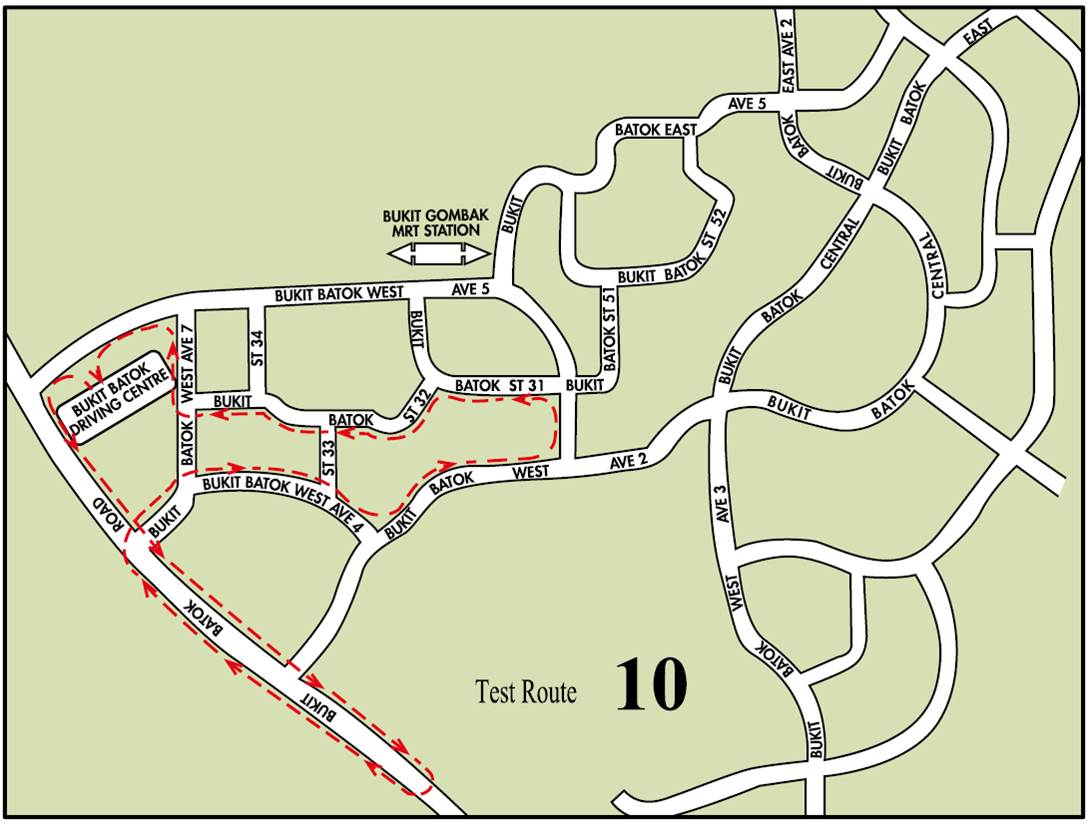 EAST AVE 2
EAST
AVE 5
BATOK EAST
BATOK
BUKIT
BUKIT BATOK
BUKIT GOMBAK
MRT STATION
BUKIT
BUKIT BATOK ST 52
CENTRAL
CENTRAL
BUKIT BATOK WEST AVE 5
BATOK
BATOK ST 51
BUKIT
ST 34
WEST AVE 7
BUKIT BATOK
DRIVING CENTRE
BUKIT
BATOK ST 31
BUKIT
BUKIT
BATOK
ST 32
BUKIT
BATOK
BATOK
ST 33
BUKIT BATOK WEST AVE 4
BUKIT
BATOK
WEST
AVE 2
AVE 3
ROAD
BUKIT
WEST
BATOK
BATOK
BUKIT
BUKIT
Test Route 10